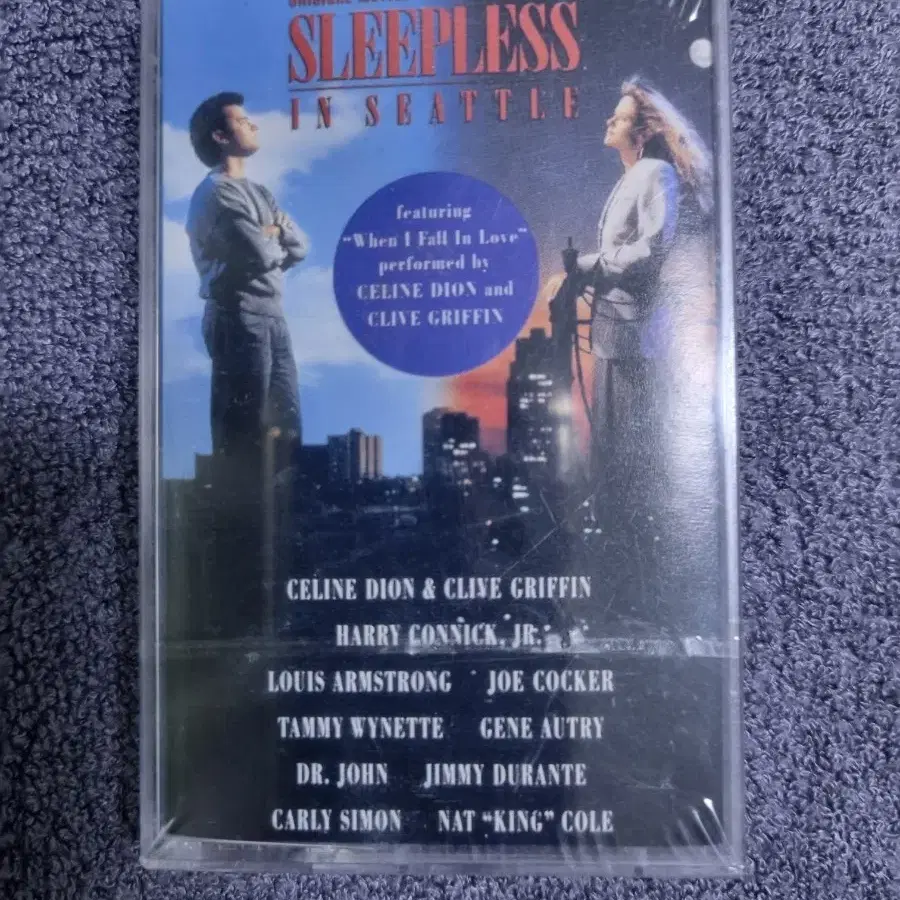 SLEEPLESS
IN SEATTLE
featuring
"When I Fall In Love"
performed by
CELINE DION and
CLIVE GRIFFIN
CELINE DION & CLIVE GRIFFIN
HARRY CONNICK, JR.
LOUIS ARMSTRONG JOE COCKER
TAMMY WYNETTE GENE AUTRY
DR. JOHN JIMMY DURANTE
CARLY SIMON NAT "KING" COLE